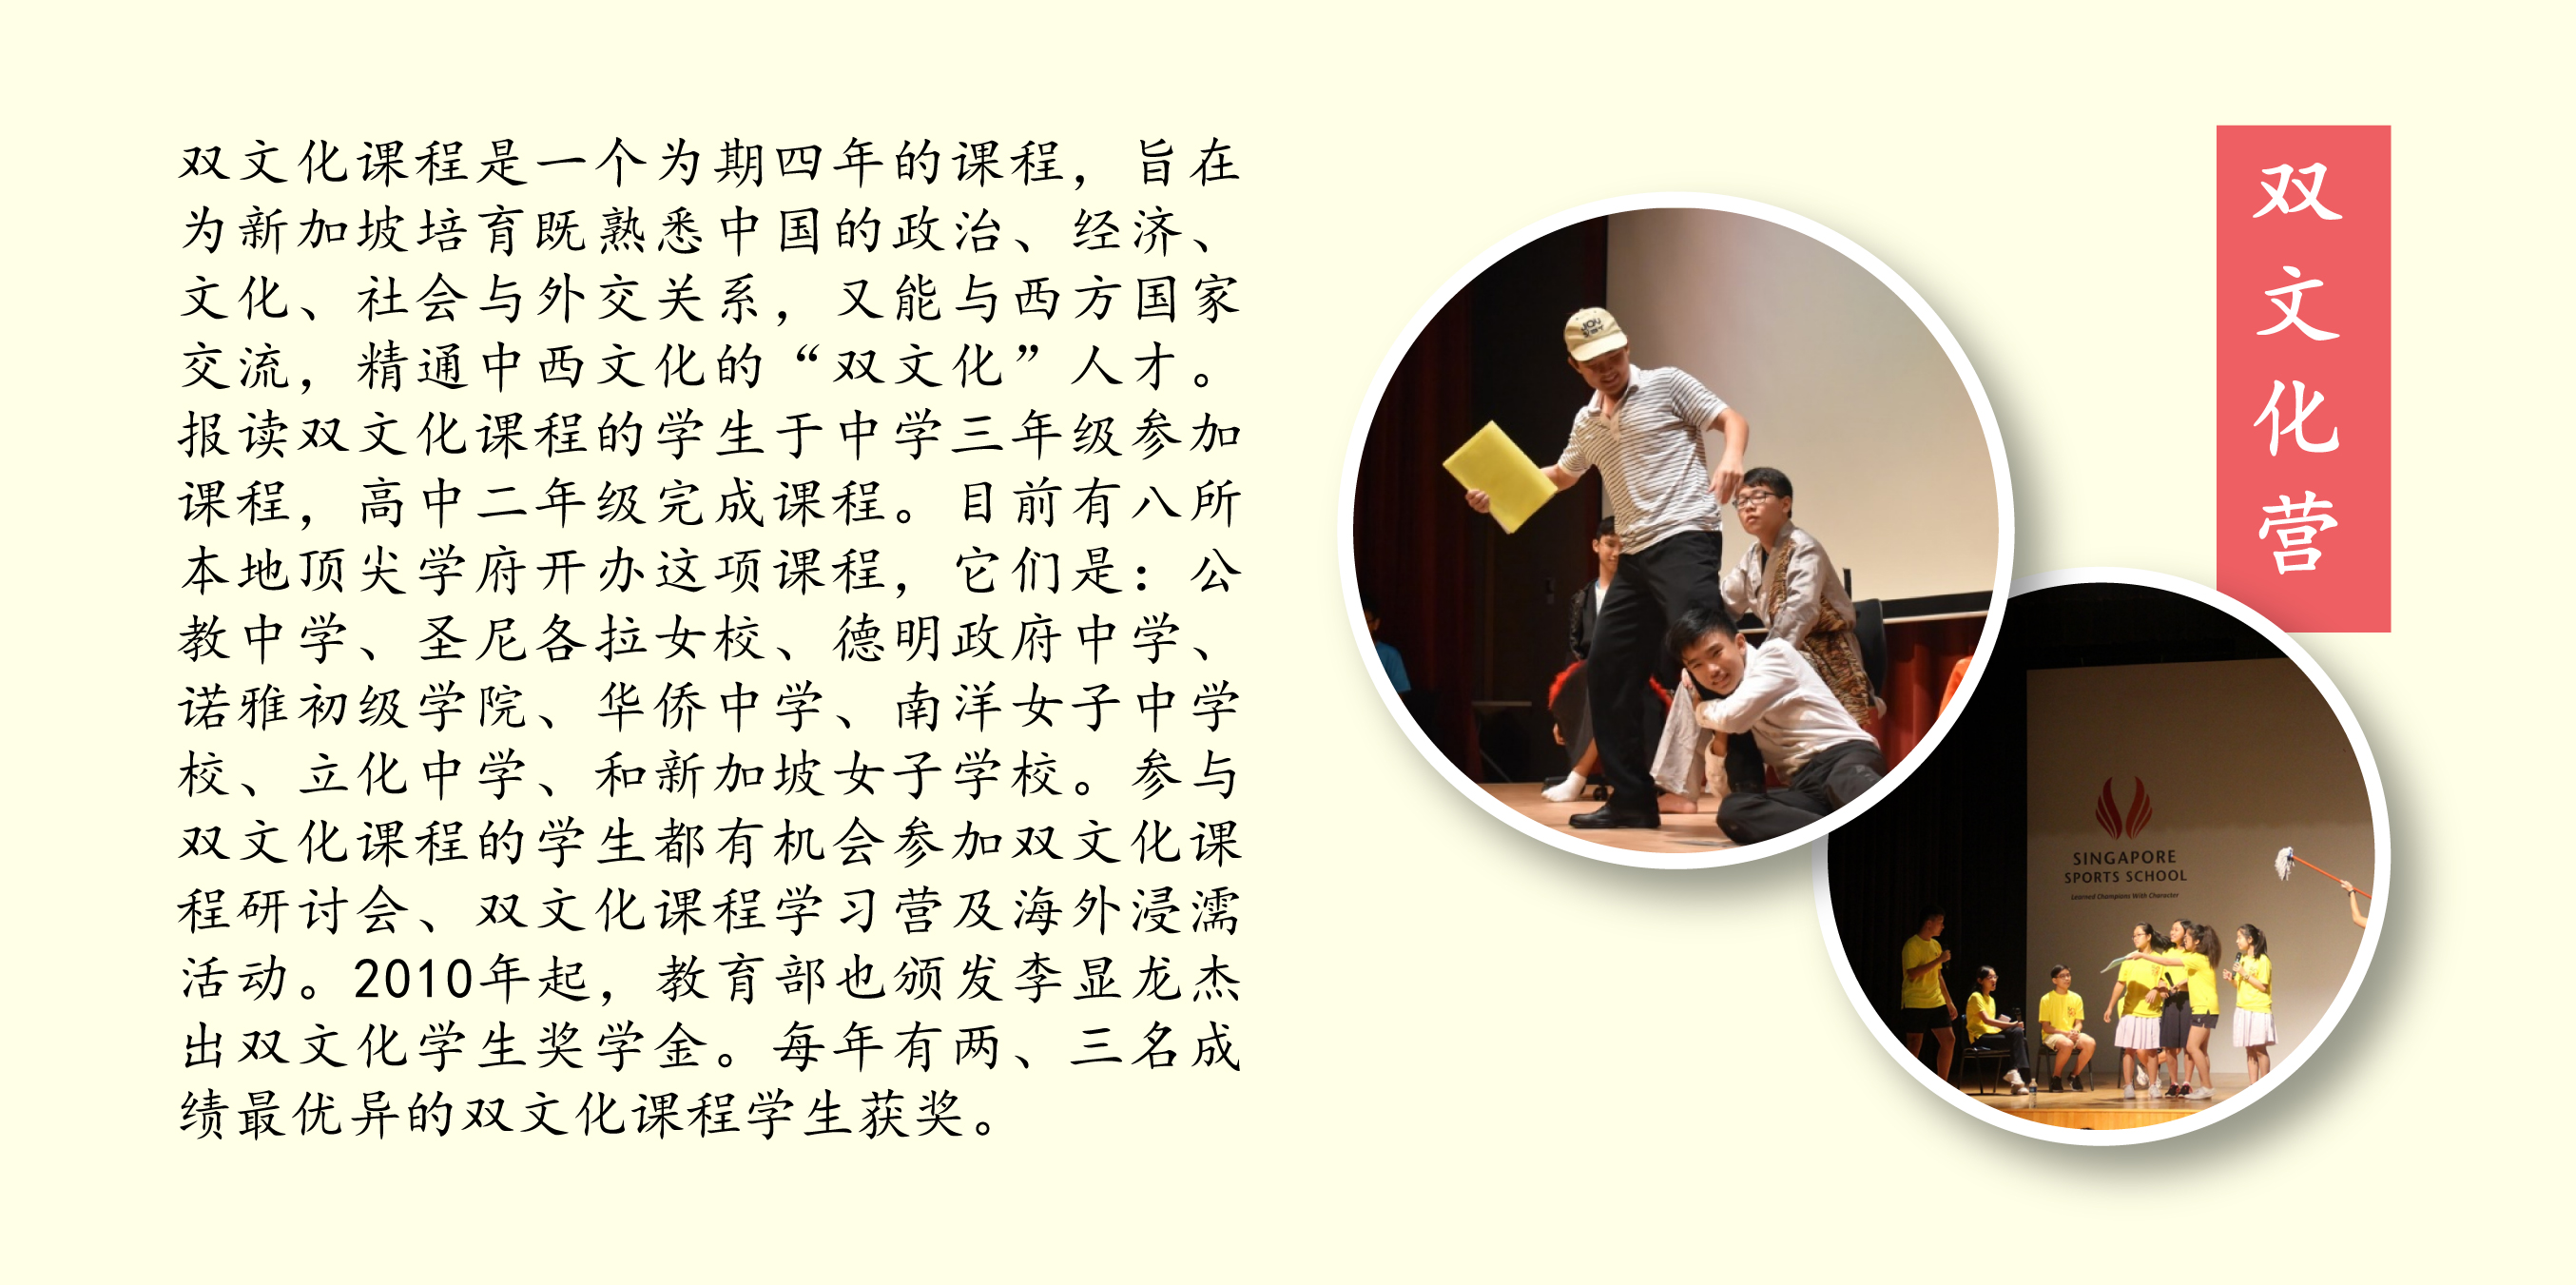 双文化课程是一个为期四年的课程，旨在
为新加坡培育既熟悉中国的政治、经济、
文化、社会与外交关系，又能与西方国家
交流，精通中西文化的“双文化”人才。
报读双文化课程的学生于中学三年级参加
课程，高中二年级完成课程。目前有八所
本地顶尖学府开办这项课程，它们是：公
教中学、圣尼各拉女校、德明政府中学、
诺雅初级学院、华侨中学、南洋女子中学
校、立化中学、和新加坡女子学校。参与
双文化课程的学生都有机会参加双文化课
程研讨会、双文化课程学习营及海外浸濡
活动。2010年起，教育部也颁发李显龙杰
出双文化学生奖学金。每年有两、三名成
绩最优异的双文化课程学生获奖。
双文化营
SINGAPORE
SPORTS SCHOOL
Learned Champions With Character